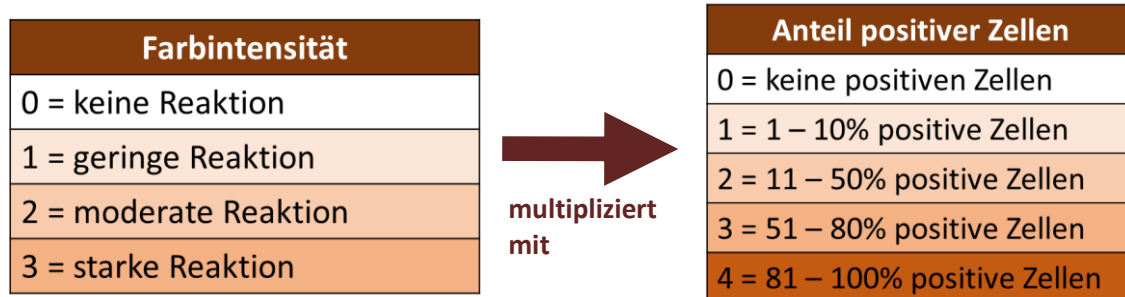 Farbintensität
0 = keine Reaktion
1 = geringe Reaktion
2 = moderate Reaktion
3 = starke Reaktion
multipliziert
mit
Anteil positiver Zellen
0 = keine positiven Zellen
1 = 1 – 10% positive Zellen
2 = 11 – 50% positive Zellen
3 = 51 – 80% positive Zellen
4 = 81 – 100% positive Zellen